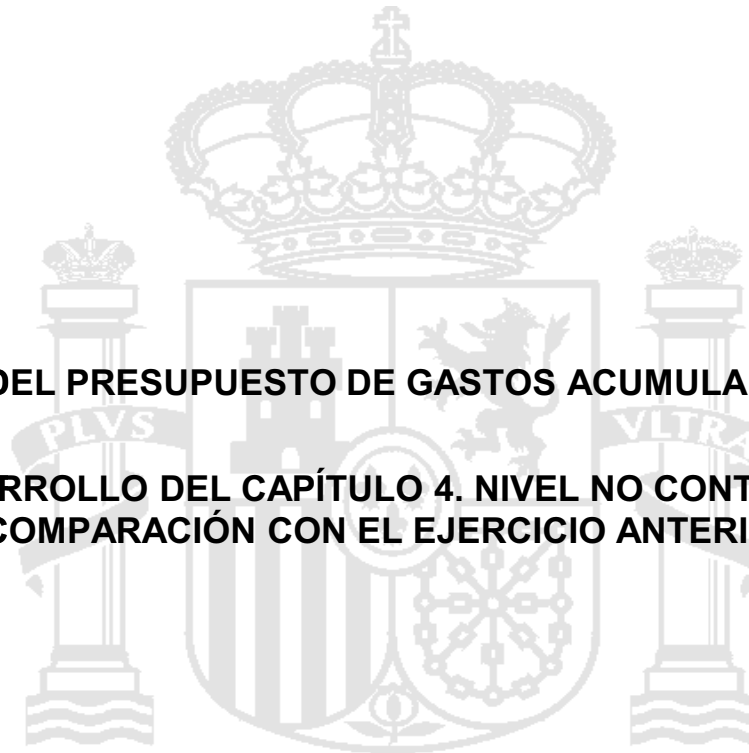 DEL PRESUPUESTO DE GASTOS ACUMULA
PLVS
VLTRA
RROLLO DEL CAPÍTULO 4. NIVEL NO CONT
COMPARACIÓN CON EL EJERCICIO ANTERI